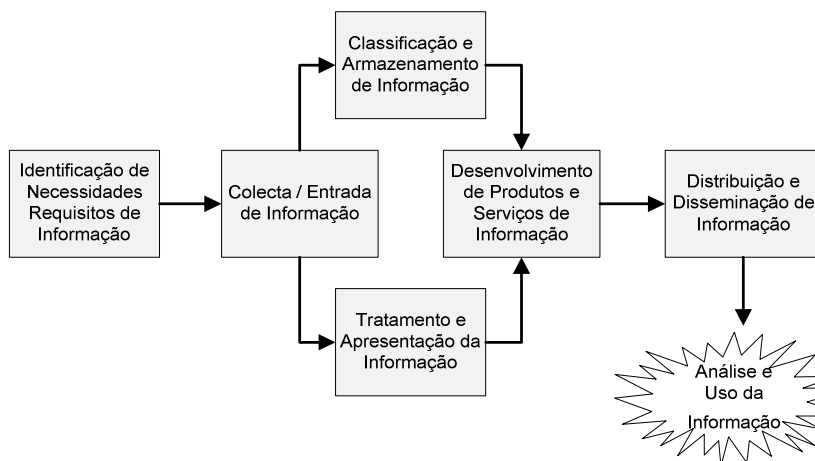 Classificação e
Armazenamento
de Informação
Identificação de
Necessidades
Requisitos de
Informação
Colecta / Entrada
de Informação
Desenvolvimento
de Produtos e
Serviços de
Informação
Distribuição e
Disseminação de
Informação
Tratamento e
Apresentação da
Informação
Análise e
Uso da
Informação